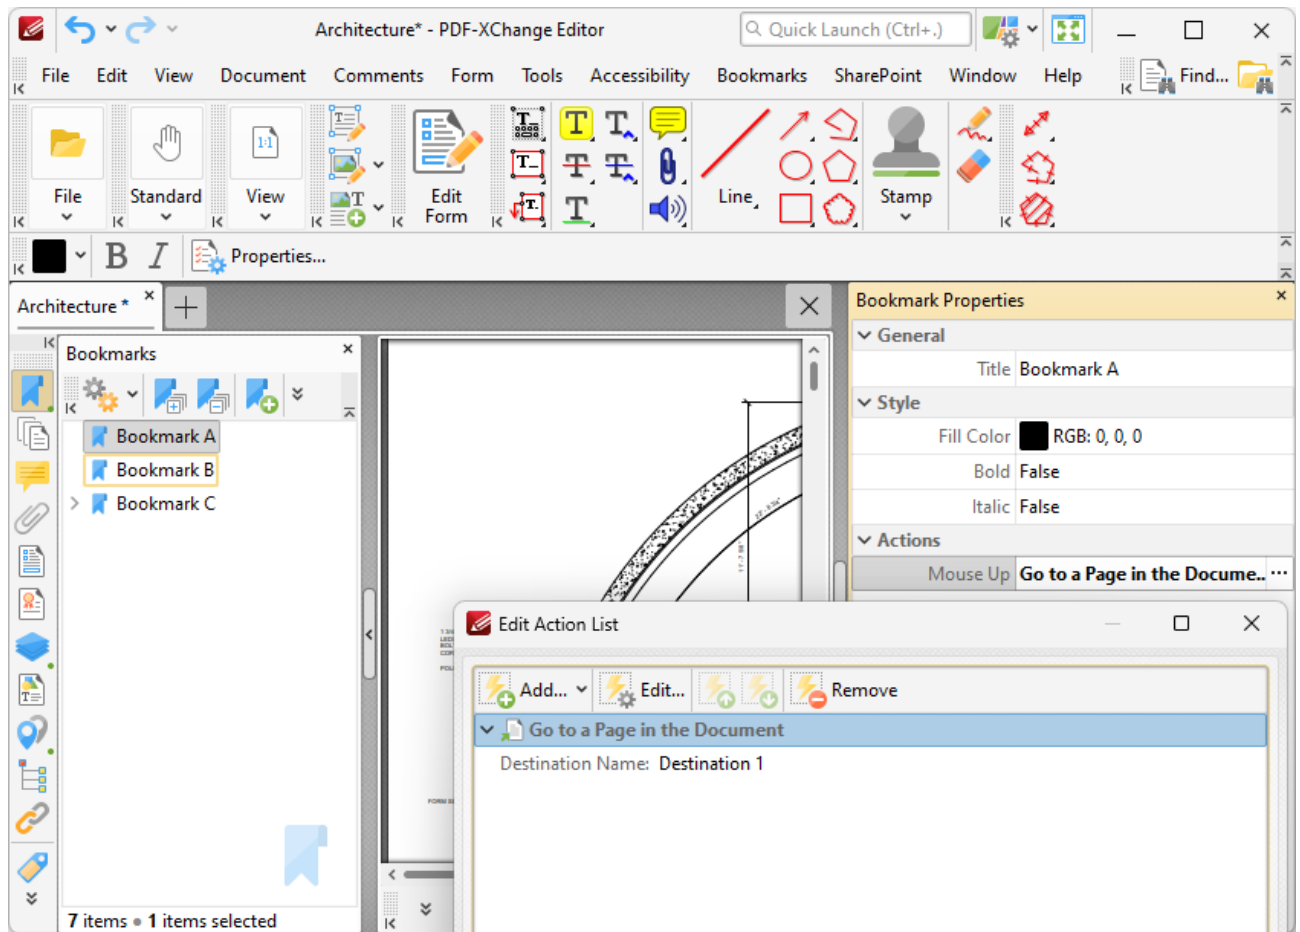 Architecture* - PDF-XChange Editor
Quick Launch (Ctrl+.)
File Edit View Document Comments Form Tools Accessibility Bookmarks SharePoint Window Help Find...
1:1
File Standard View Edit Form Line Stamp
B I Properties...
Architecture *
Bookmark Properties
Bookmarks
General
Title Bookmark A
Style
Fill Color RGB: 0, 0, 0
Bold False
Italic False
Actions
Mouse Up Go to a Page in the Docume.. ...
Bookmark A
Bookmark B
Bookmark C
Edit Action List
Add... Edit... Remove
Go to a Page in the Document
Destination Name: Destination 1
7 items • 1 items selected